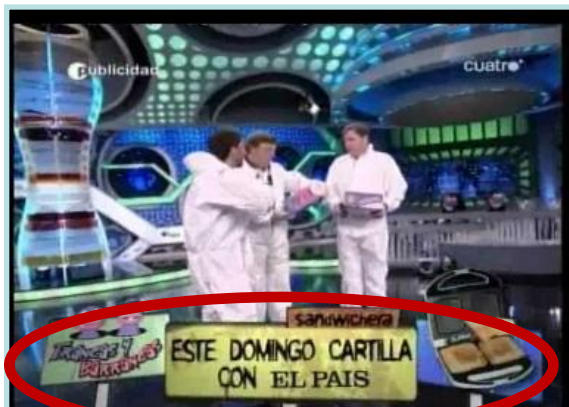 publicidad
cuatro
sandwichera
Trancas y
Barrancas
ESTE DOMINGO CARTILLA
CON EL PAIS